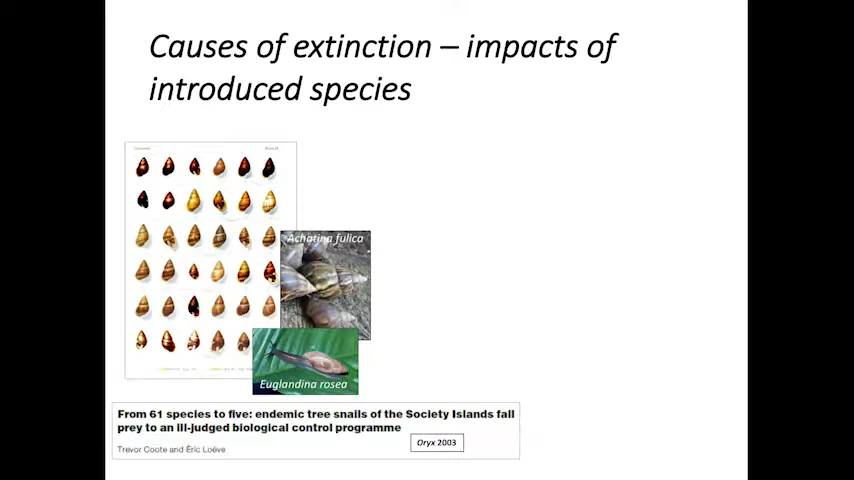 Causes of extinction – impacts of
introduced species
Achatina fulica
Euglandina rosea
From 61 species to five: endemic tree snails of the Society Islands fall
prey to an ill-judged biological control programme
Oryx 2003
Trevor Coote and Éric Loève